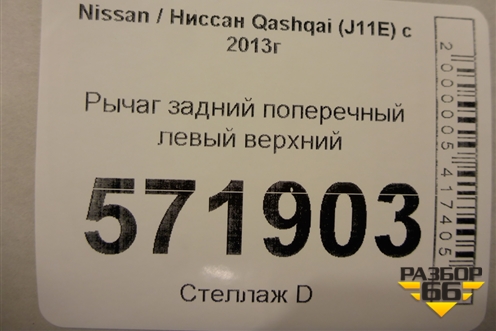 Nissan / Ниссан Qashqai (J11E) с
2013г
Рычаг задний поперечный
левый верхний
571903
Стеллаж D
2000005417405
РАЗБОР
66